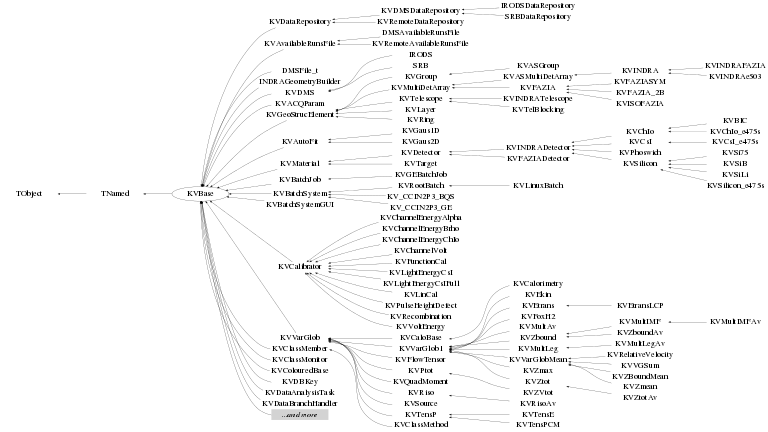 TObject
TNamed
KVBase
KVDataRepository
KVAvailableRunsFile
DMSFile_t
INDRAGeometryBuilder
KVDMS
KVACQParam
KVGeoStrucElement
KVAutoFit
KVMaterial
KVBatchJob
KVBatchSystem
KVBatchSystemGUI
KVCalibrator
KVVarGlob
KVClassMember
KVClassMonitor
KVColouredBase
KVDBKey
KVDataAnalysisTask
KVDataBranchHandler
...and more
KVDMSDataRepository
KVRemoteDataRepository
DMSAvailableRunsFile
KVRemoteAvailableRunsFile
IRODS
SRB
KVGroup
KVMultiDetArray
KVTelescope
KVLayer
KVRing
KVGaus1D
KVGaus2D
KVDetector
KVTarget
KVGEBatchJob
KVRootBatch
KV_CCIN2P3_BQS
KV_CCIN2P3_GE
KVChannelEnergyAlpha
KVChannelEnergyBrho
KVChannelEnergyChIo
KVChannelVolt
KVFunctionCal
KVLightEnergyCsI
KVLightEnergyCsIFull
KVLinCal
KVPulseHeightDefect
KVRecombination
KVVoltEnergy
KVCaloBase
KVVarGlob1
KVFlowTensor
KVPtot
KVQuadMoment
KVRiso
KVSource
KVTensP
KVClassMethod
IRODSDataRepository
SRBDataRepository
KVASGroup
KVASMultiDetArray
KVFAZIA
KVINDRATelescope
KVTelBlocking
KVINDRADetector
KVFAZIADetector
KVLinuxBatch
KVCalorimetry
KVEkin
KVEtrans
KVFoxH2
KVMultAv
KVZbound
KVMultLeg
KVVarGlobMean
KVZmax
KVZtot
KVZVtot
KVRisoAv
KVTensE
KVTensPCM
KVINDRA
KVFAZIASYM
KVFAZIA_2B
KVISOFAZIA
KVChIo
KVCsI
KVPhoswich
KVSilicon
KVEtransLCP
KVMultIMF
KVZboundAv
KVMultLegAv
KVRelativeVelocity
KVVGSum
KVZBoundMean
KVZmean
KVZtotAv
KVINDRAFAZIA
KVINDRAe503
KVBIC
KVChIo_e475s
KVCsI_e475s
KVSi75
KVSiB
KVSiLi
KVSilicon_e475s
KVMultIMFAv